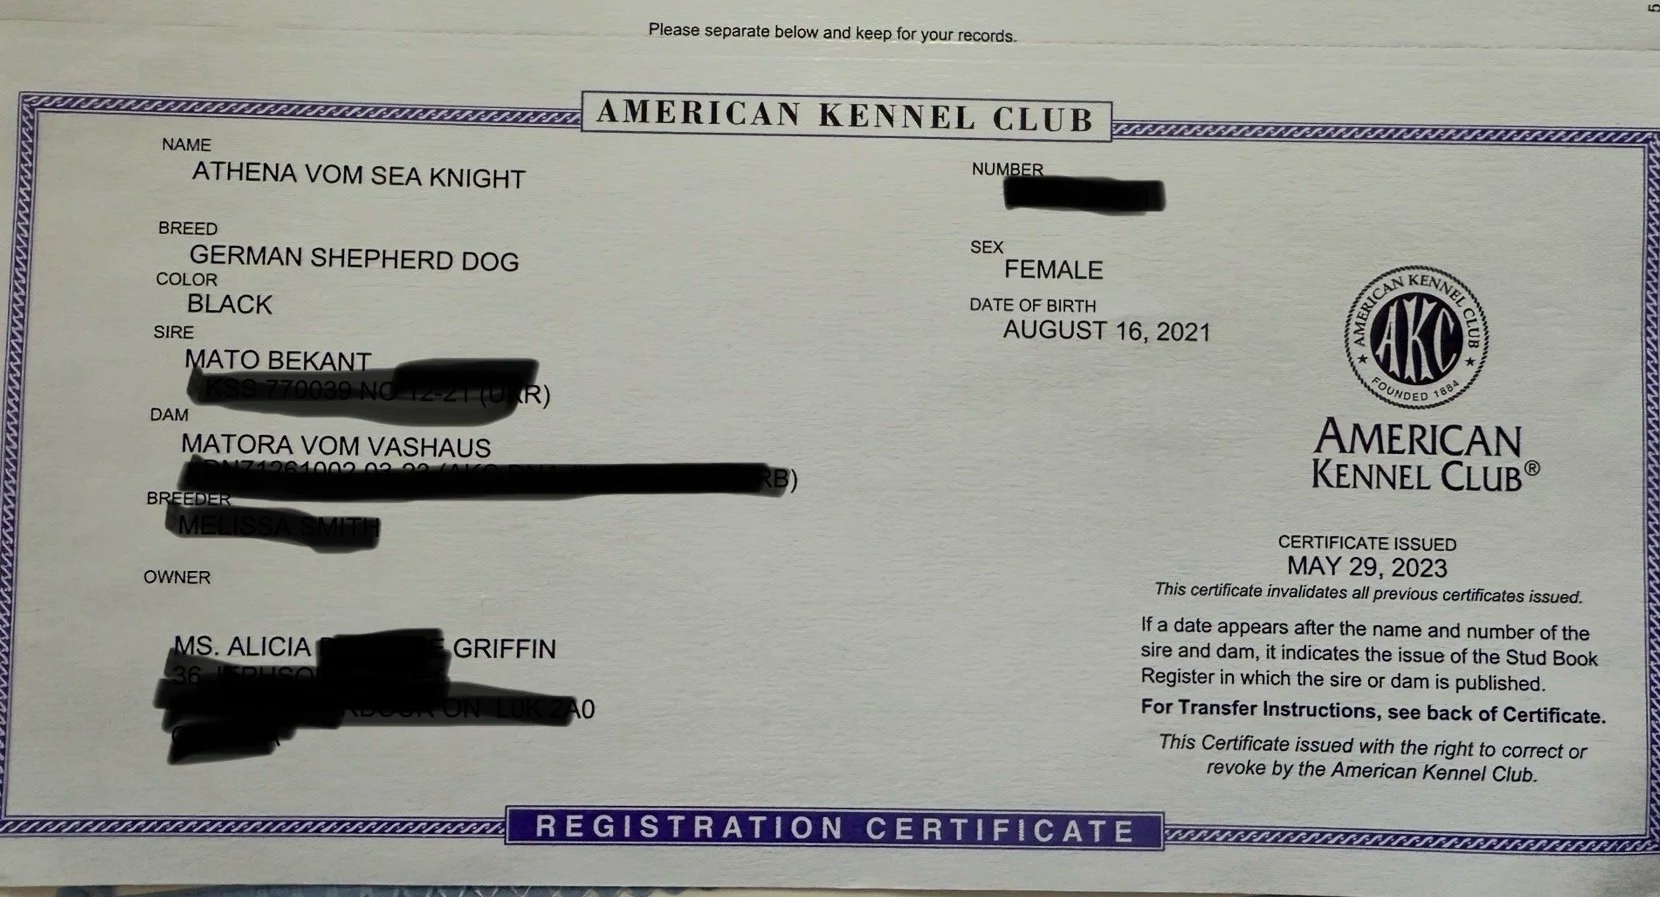 Please separate below and keep for your records.
AMERICAN KENNEL CLUB
NAME
ATHENA VOM SEA KNIGHT
NUMBER
BREED
GERMAN SHEPHERD DOG
SEX
FEMALE
COLOR
BLACK
DATE OF BIRTH
AUGUST 16, 2021
SIRE
MATO BEKANT
DAM
MATORA VOM VASHAUS
BREEDER
OWNER
MS. ALICIA GRIFFIN
AMERICAN KENNEL CLUB
AKC
FOUNDED 1884
AMERICAN
KENNEL CLUB®
CERTIFICATE ISSUED
MAY 29, 2023
This certificate invalidates all previous certificates issued.
If a date appears after the name and number of the
sire and dam, it indicates the issue of the Stud Book
Register in which the sire or dam is published.
For Transfer Instructions, see back of Certificate.
This Certificate issued with the right to correct or
revoke by the American Kennel Club.
REGISTRATION CERTIFICATE